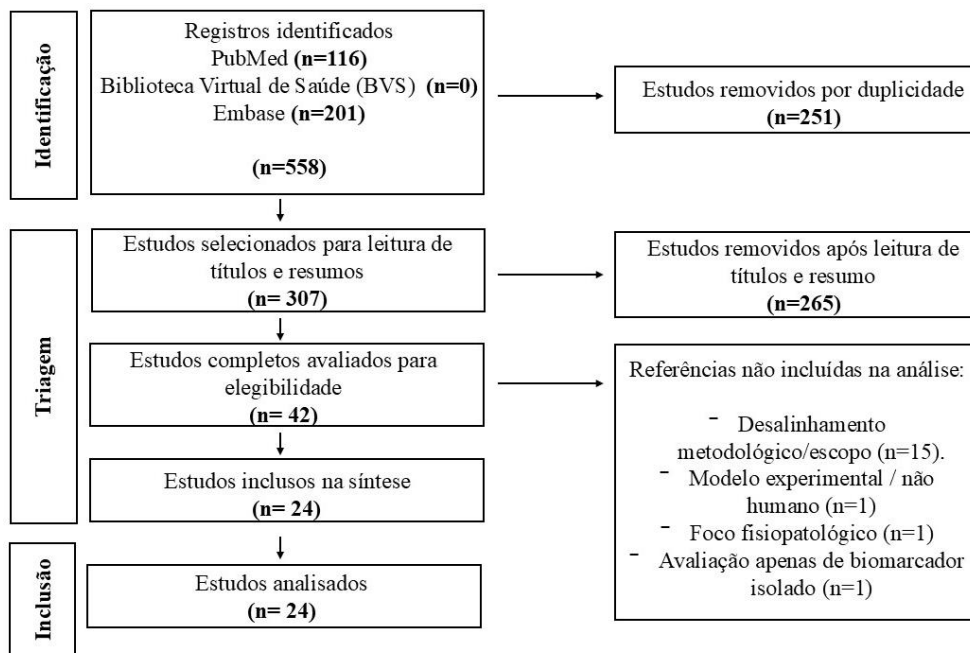 Identificação
Registros identificados
PubMed (n=116)
Biblioteca Virtual de Saúde (BVS) (n=0)
Embase (n=201)
(n=558)
Estudos removidos por duplicidade
(n=251)
Triagem
Estudos selecionados para leitura de
títulos e resumos
(n= 307)
Estudos removidos após leitura de
títulos e resumo
(n=265)
Estudos completos avaliados para
elegibilidade
(n= 42)
Referências não incluídas na análise:
- Desalinhamento
metodológico/escopo (n=15).
- Modelo experimental / não
humano (n=1)
- Foco fisiopatológico (n=1)
- Avaliação apenas de biomarcador
isolado (n=1)
Estudos inclusos na síntese
(n= 24)
Inclusão
Estudos analisados
(n= 24)